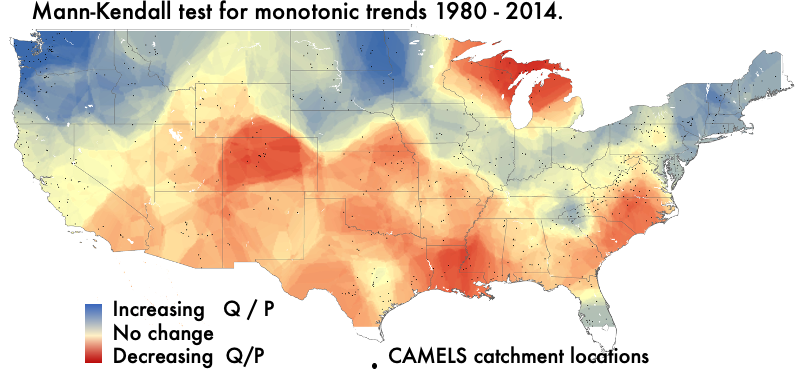 Mann-Kendall test for monotonic trends 1980 - 2014.
Increasing Q / P
No change
Decreasing Q/P
CAMELS catchment locations